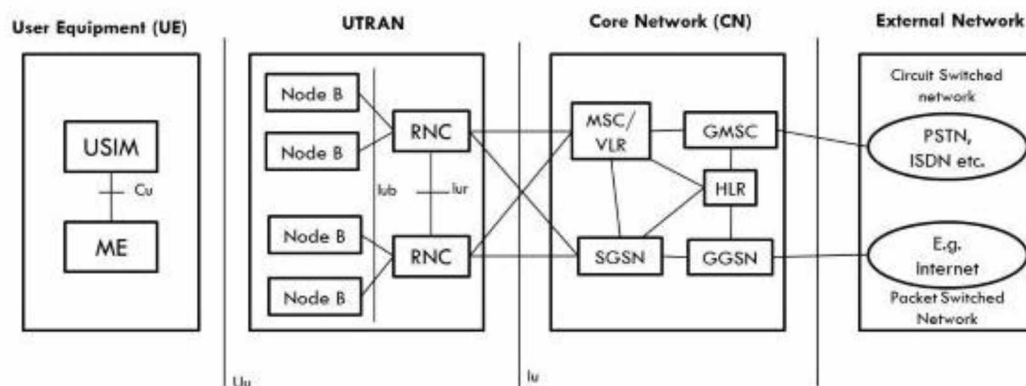 User Equipment (UE)
UTRAN
Core Network (CN)
External Network
USIM
Cu
ME
Node B
Node B
Node B
Node B
RNC
Iub
Iur
RNC
MSC/
VLR
GMSC
HLR
SGSN
GGSN
Circuit Switched
network
PSTN,
ISDN etc.
E.g.
Internet
Packet Switched
Network
Uu
Iu